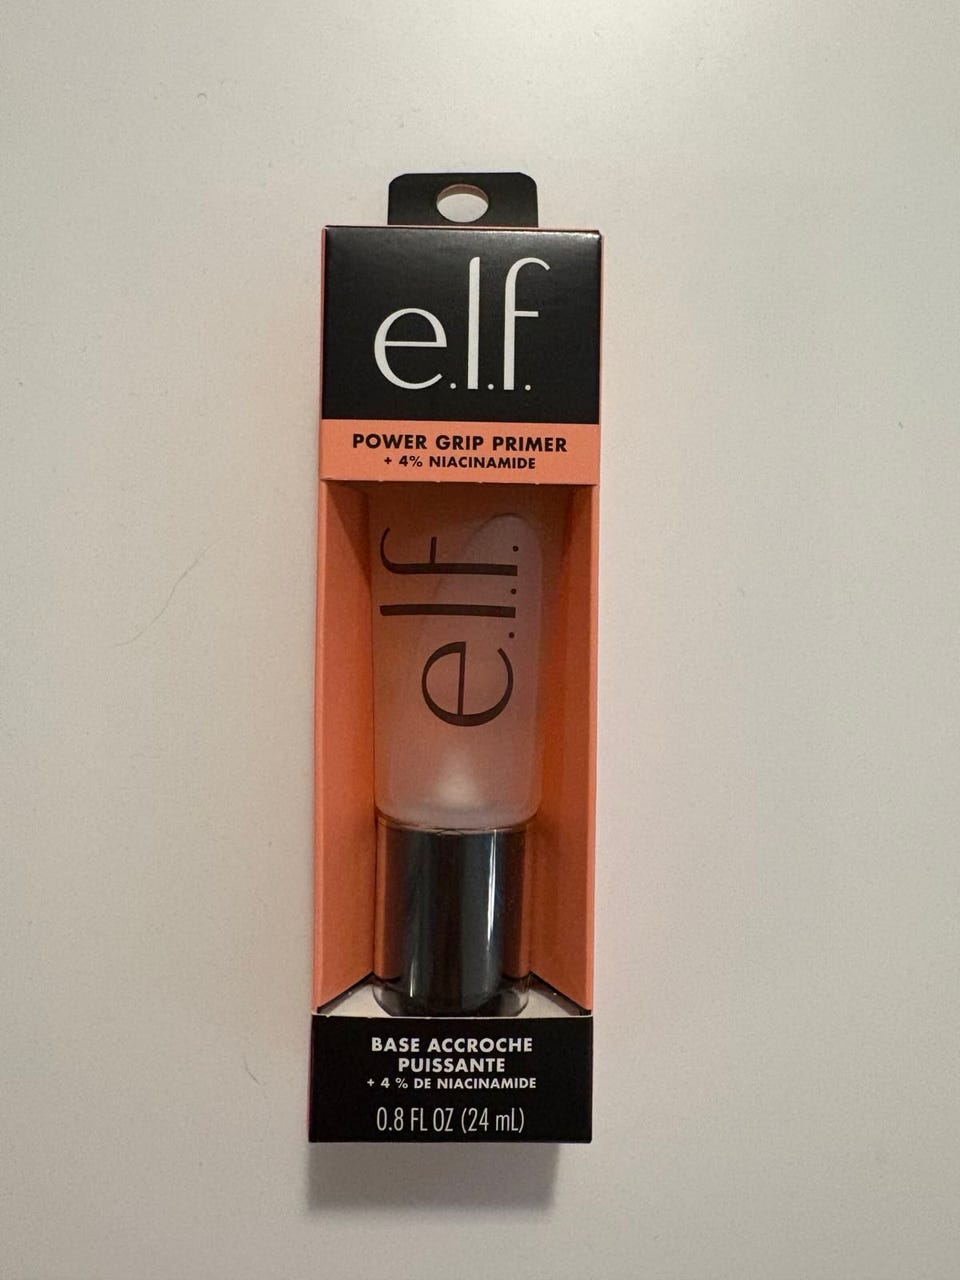 e.l.f.
POWER GRIP PRIMER
+ 4% NIACINAMIDE
e.l.f.
BASE ACCROCHE
PUISSANTE
+ 4 % DE NIACINAMIDE
0.8 FL OZ (24 mL)